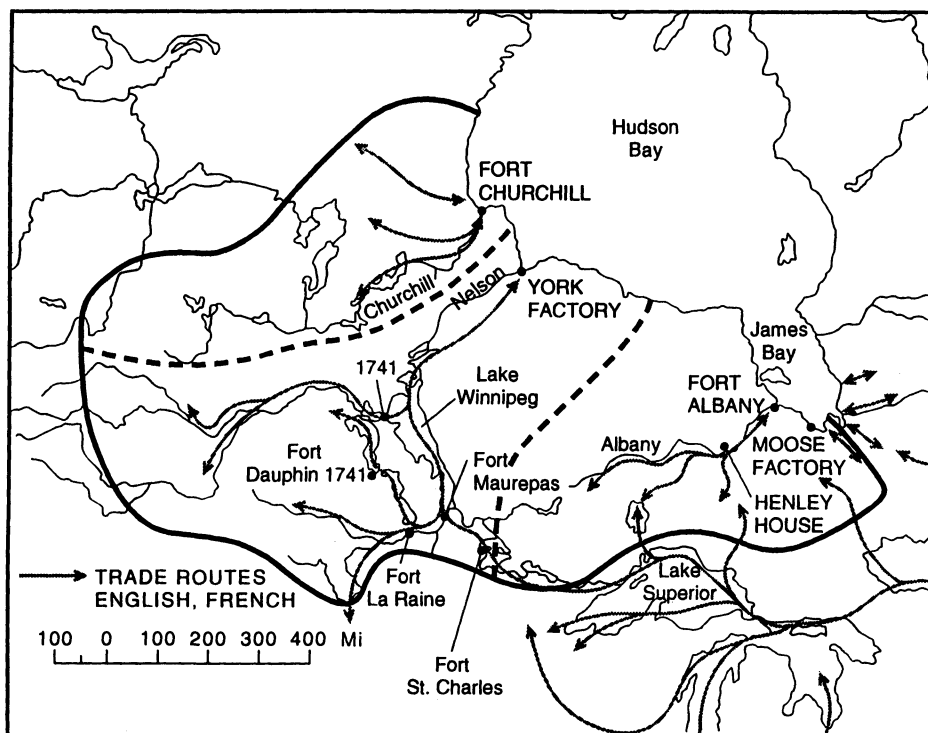 Hudson
Bay
FORT
CHURCHILL
Churchill
Nelson
YORK
FACTORY
James
Bay
1741
Lake
Winnipeg
FORT
ALBANY
Albany
MOOSE
FACTORY
Fort
Dauphin 1741
Fort
Maurepas
HENLEY
HOUSE
TRADE ROUTES
ENGLISH, FRENCH
Fort
La Raine
Lake
Superior
100 0 100 200 300 400 Mi
Fort
St. Charles